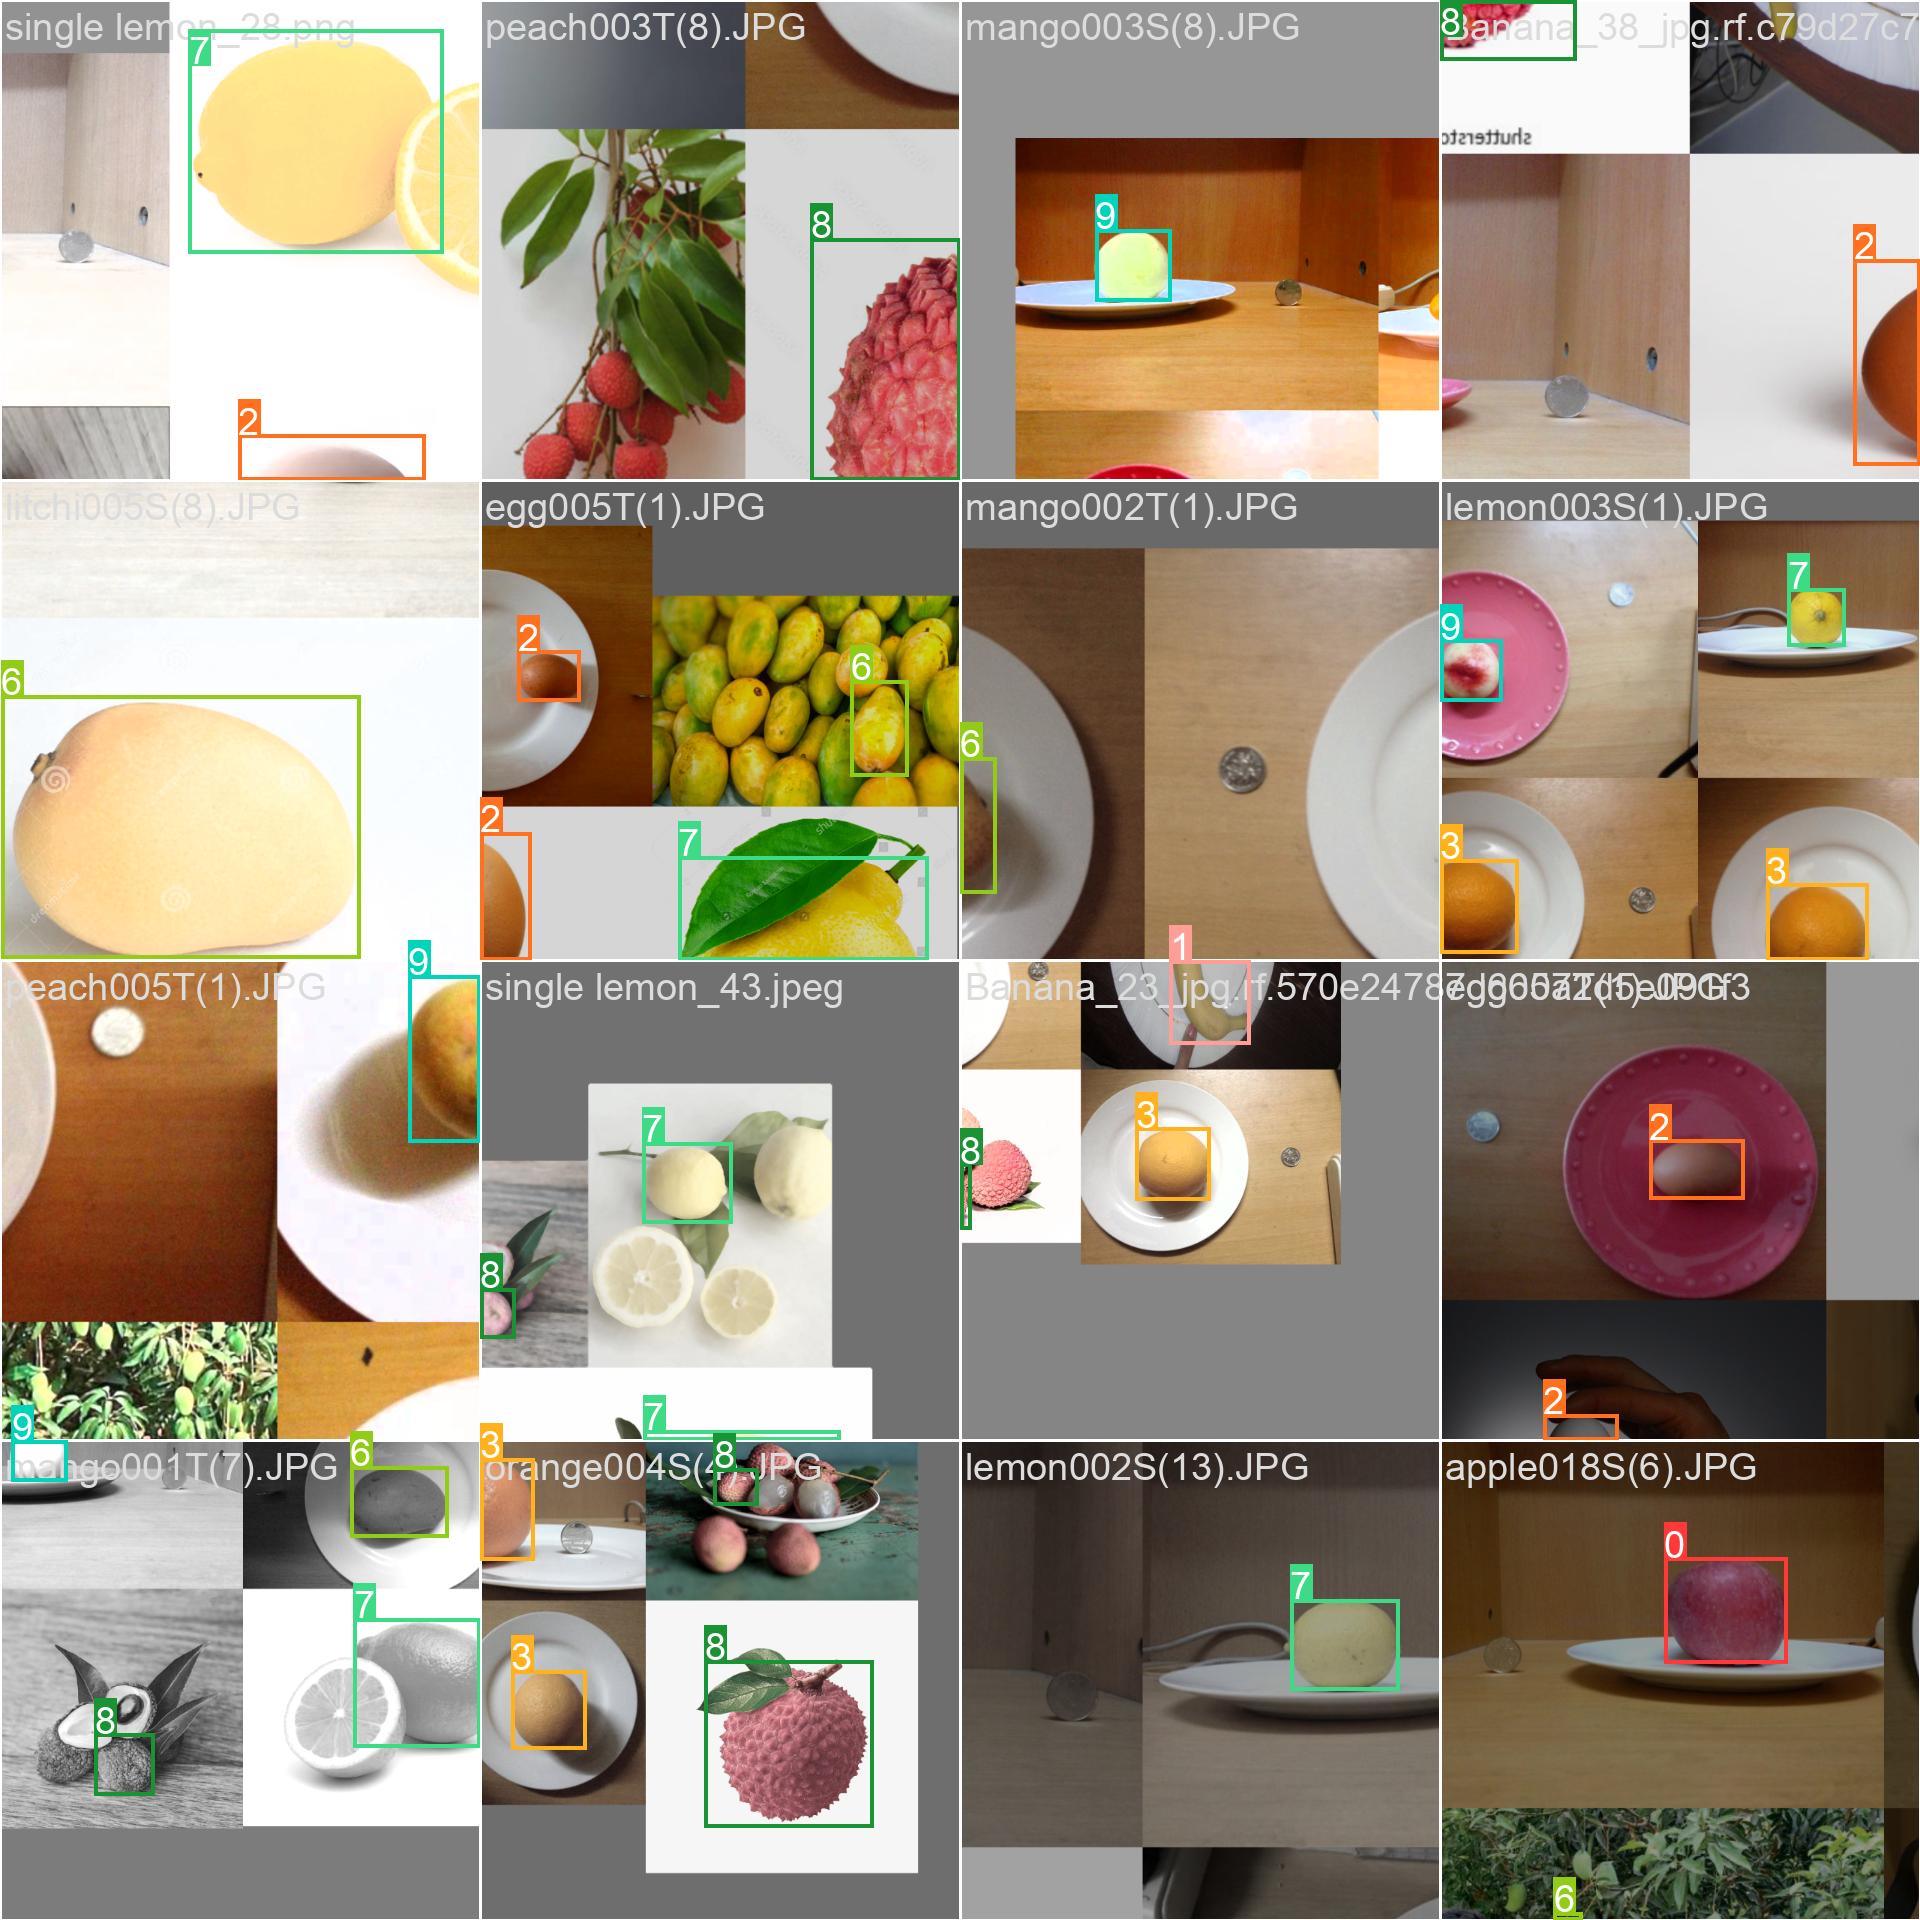 single lemon_28.png
7
2
peach003T(8).JPG
8
mango003S(8).JPG
9
Banana_38_jpg.rf.c79d27c7
8
shuttersto
2
litchi005S(8).JPG
6
egg005T(1).JPG
2
6
2
7
mango002T(1).JPG
6
lemon003S(1).JPG
7
9
3
3
peach005T(1).JPG
9
9
single lemon_43.jpeg
7
8
7
Banana_23_jpg.rf.570e2478
1
3
8
2
2
mango001T(7).JPG
6
7
8
orange004S(4).JPG
3
8
3
8
lemon002S(13).JPG
7
apple018S(6).JPG
0
6